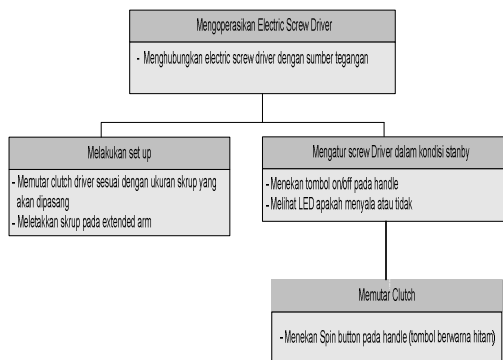 Mengoperasikan Electric Screw Driver
- Menghubungkan electric screw driver dengan sumber tegangan
Melakukan set up
- Memutar clutch driver sesuai dengan ukuran skrup yang
akan dipasang
- Meletakkan skrup pada extended arm
Mengatur screw Driver dalam kondisi stanby
- Menekan tombol on/off pada handle
- Melihat LED apakah menyala atau tidak
Memutar Clutch
- Menekan Spin button pada handle (tombol berwarna hitam)